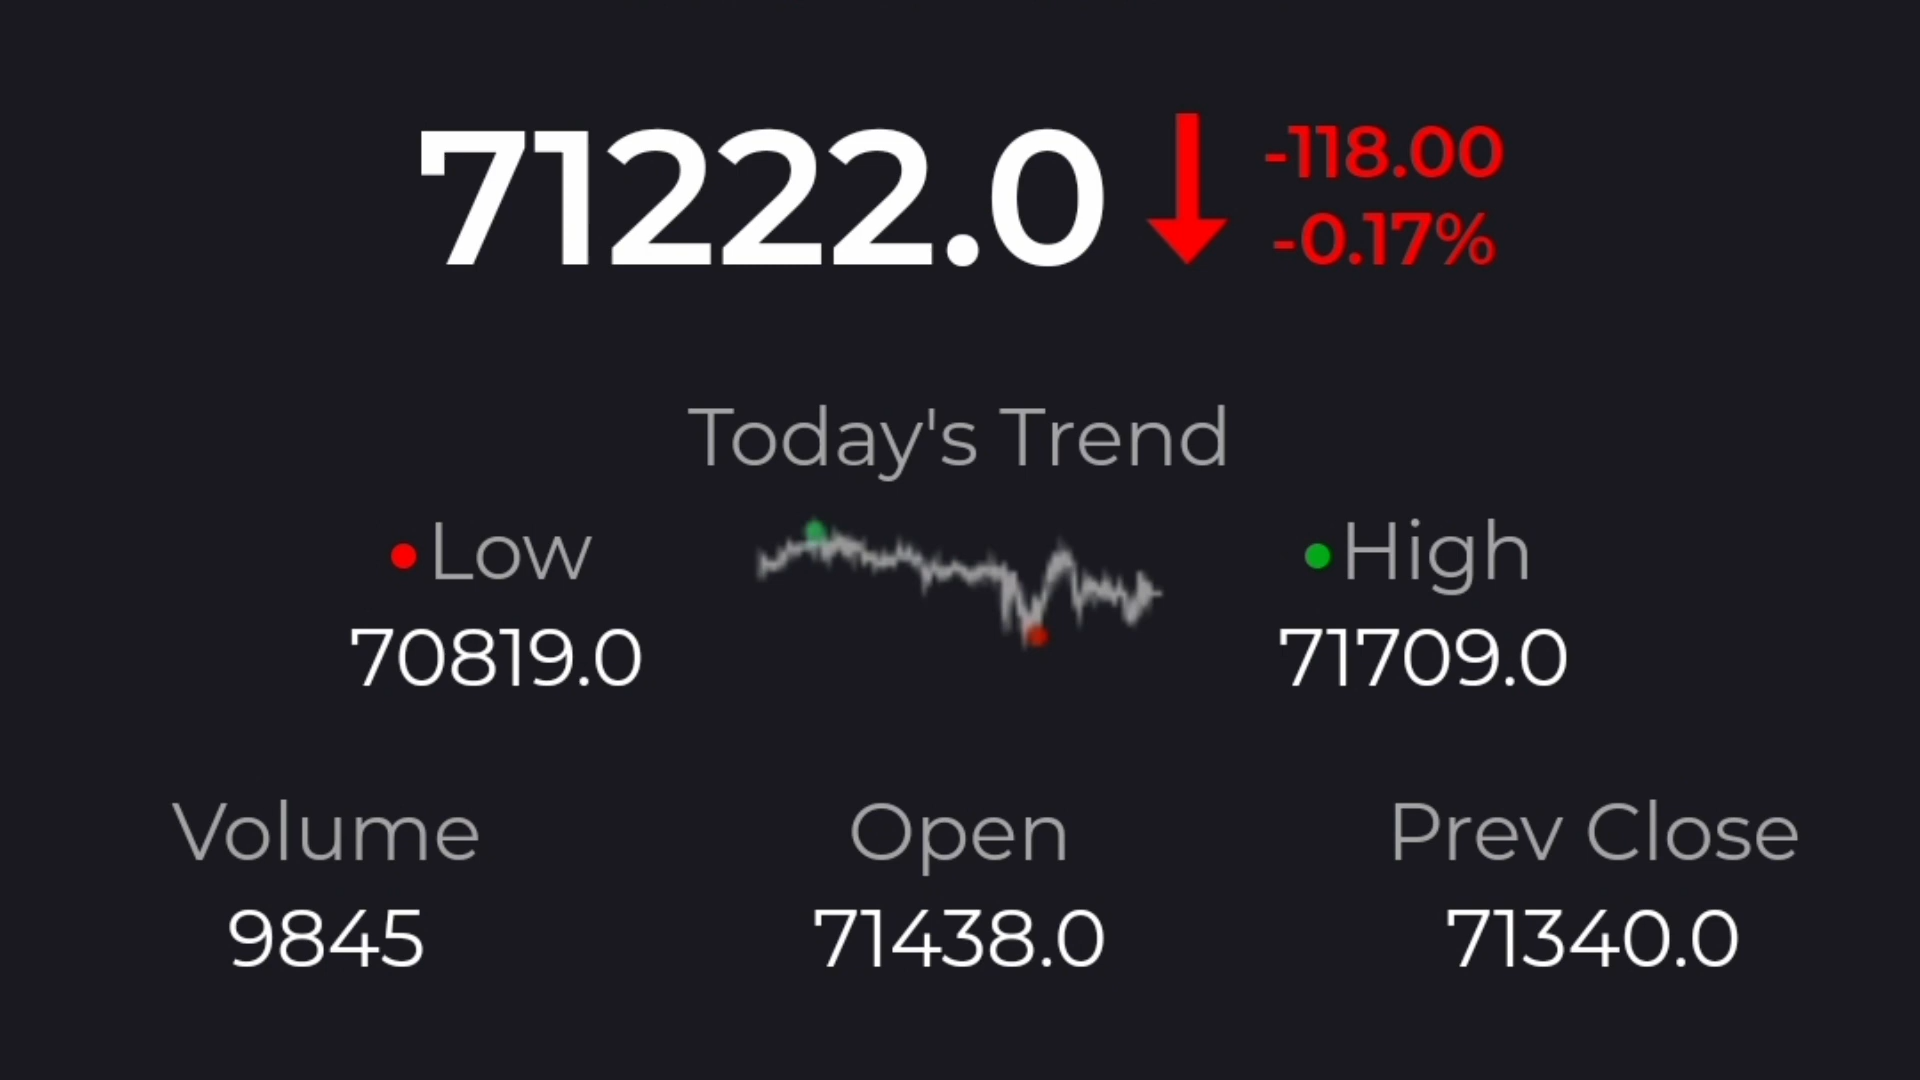 71222.0
-118.00
-0.17%
Today's Trend
Low
High
70819.0
71709.0
Volume
Open
Prev Close
9845
71438.0
71340.0